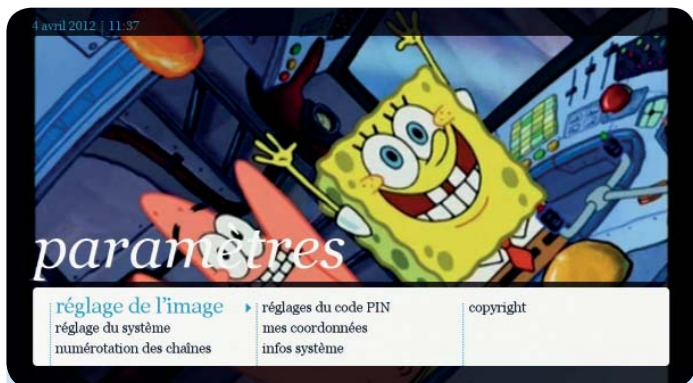 4 avril 2012 | 11:37
paramètres
réglage de l'image
réglage du système
numérotation des chaînes
réglages du code PIN
mes coordonnées
infos système
copyright